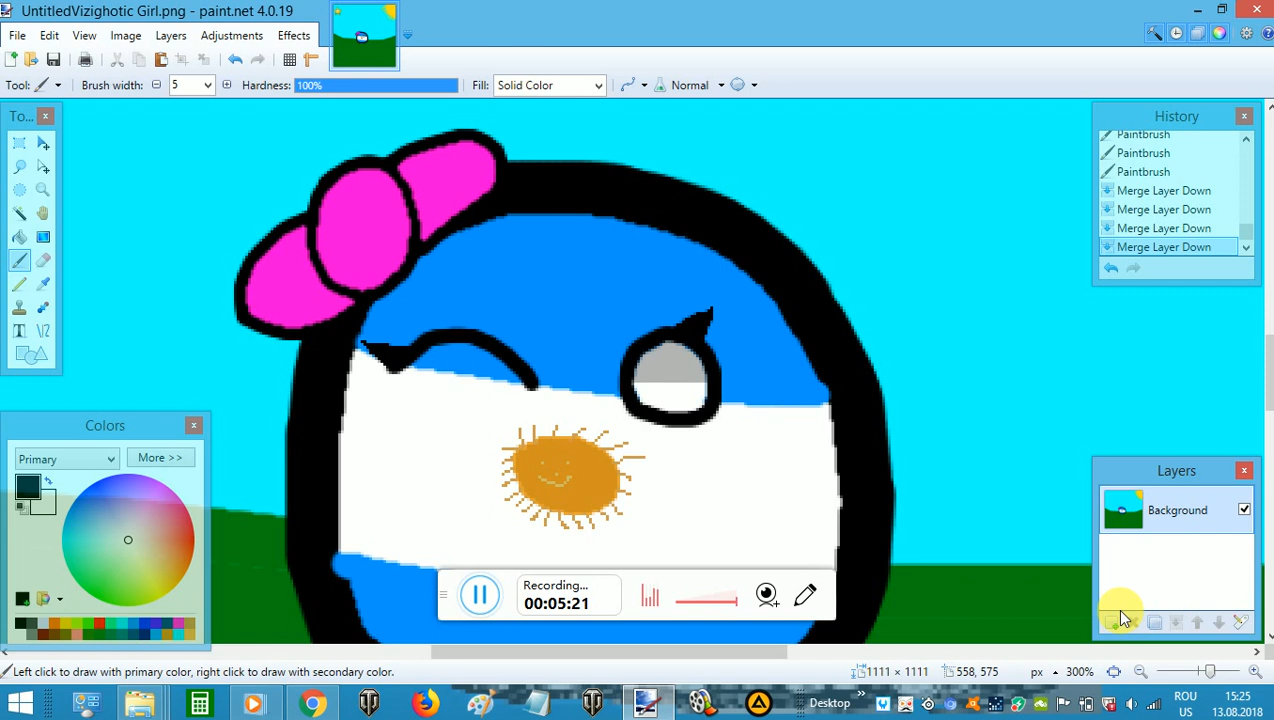 UntitledVizighotic Girl.png - paint.net 4.0.19
File Edit View Image Layers Adjustments Effects
Tool: Brush width: 5 Hardness: 100% Fill: Solid Color Normal
To...
History
Paintbrush
Paintbrush
Paintbrush
Merge Layer Down
Merge Layer Down
Merge Layer Down
Merge Layer Down
Colors
Primary More >>
Layers
Background
Recording...
00:05:21
Left click to draw with primary color, right click to draw with secondary color. 1111 × 1111 558, 575 px 300%
Desktop ROU 15:25
US 13.08.2018